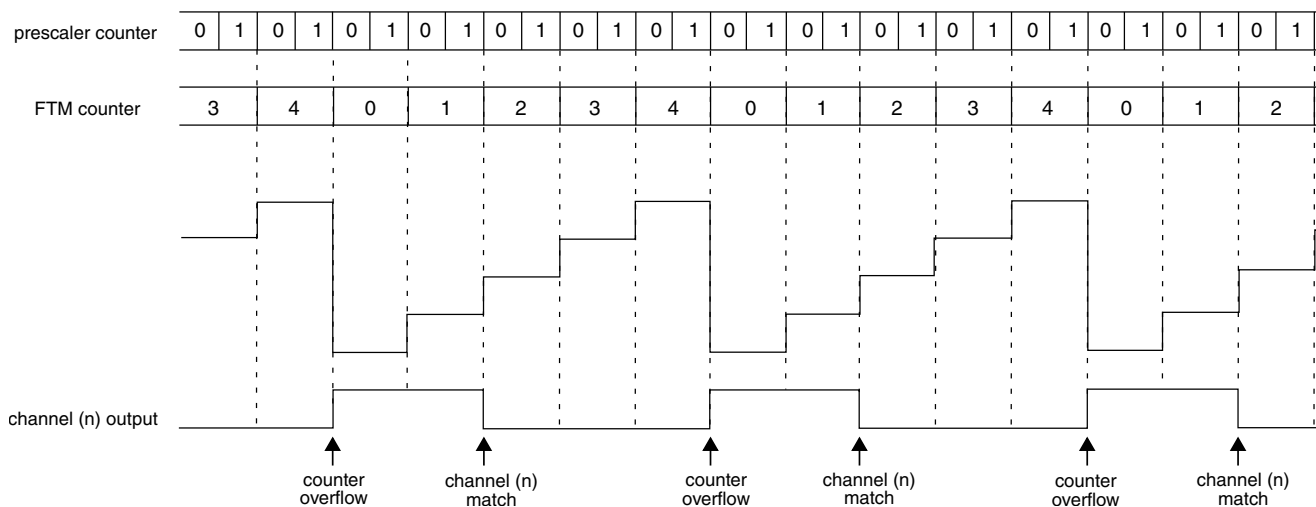 prescaler counter 0 1 0 1 0 1 0 1 0 1 0 1 0 1 0 1 0 1 0 1 0 1 0 1 0 1 0 1 0 1
FTM counter 3 4 0 1 2 3 4 0 1 2 3 4 0 1 2
channel (n) output
counter overflow
channel (n) match
counter overflow
channel (n) match
counter overflow
channel (n) match